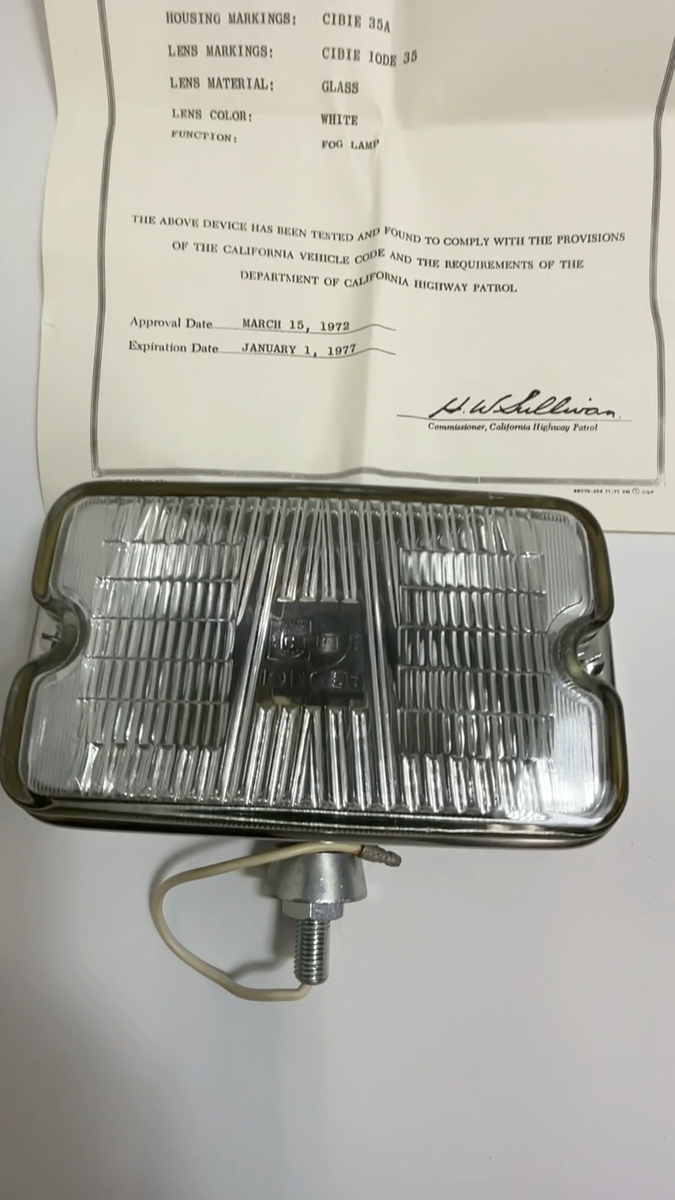 HOUSING MARKINGS: CIBIE 35A
LENS MARKINGS: CIBIE IODE 35
LENS MATERIAL: GLASS
LENS COLOR: WHITE
FUNCTION: FOG LAMP
THE ABOVE DEVICE HAS BEEN TESTED AND FOUND TO COMPLY WITH THE PROVISIONS
OF THE CALIFORNIA VEHICLE CODE AND THE REQUIREMENTS OF THE
DEPARTMENT OF CALIFORNIA HIGHWAY PATROL
Approval Date MARCH 15, 1972
Expiration Date JANUARY 1, 1977
H. W. Sullivan
Commissioner, California Highway Patrol